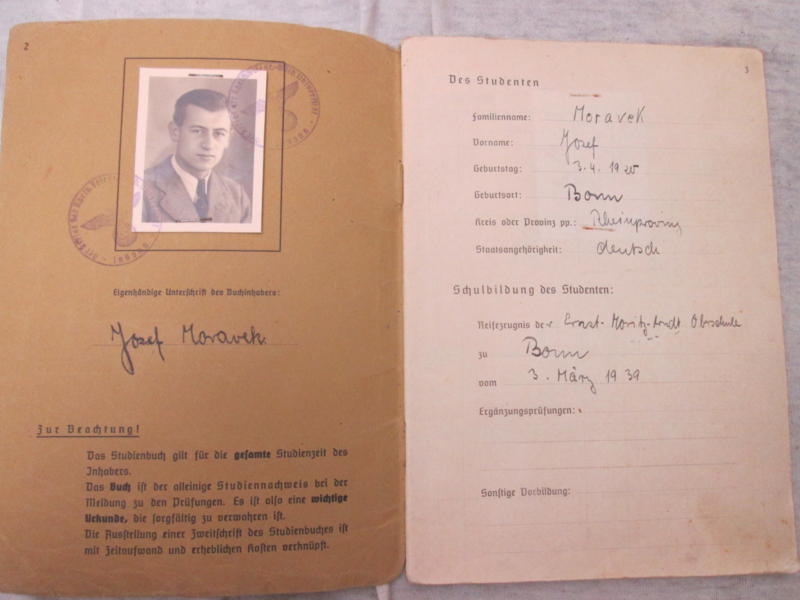 2
Eigenhändige Unterschrift des Buchinhabers:
Josef Moravek.
Zur Beachtung!
Das Studienbuch gilt für die gesamte Studienzeit des
Inhabers.
Das Buch ist der alleinige Studiennachweis bei der
Meldung zu den Prüfungen. Es ist also eine wichtige
Urkunde, die sorgfältig zu verwahren ist.
Die Ausstellung einer Zweitschrift des Studienbuches ist
mit Zeitaufwand und erheblichen Kosten verknüpft.
3
Des Studenten
Familienname: Moravek
Vorname: Josef
Geburtstag: 3.4.1920
Geburtsort: Bonn
Kreis oder Provinz pp.: Rheinprovinz
Staatsangehörigkeit: deutsch
Schulbildung des Studenten:
Reifezeugnis der Ernst-Moritz-Arndt Oberschule
zu Bonn
vom 3. März 1939
Ergänzungsprüfungen:
Sonstige Vorbildung: